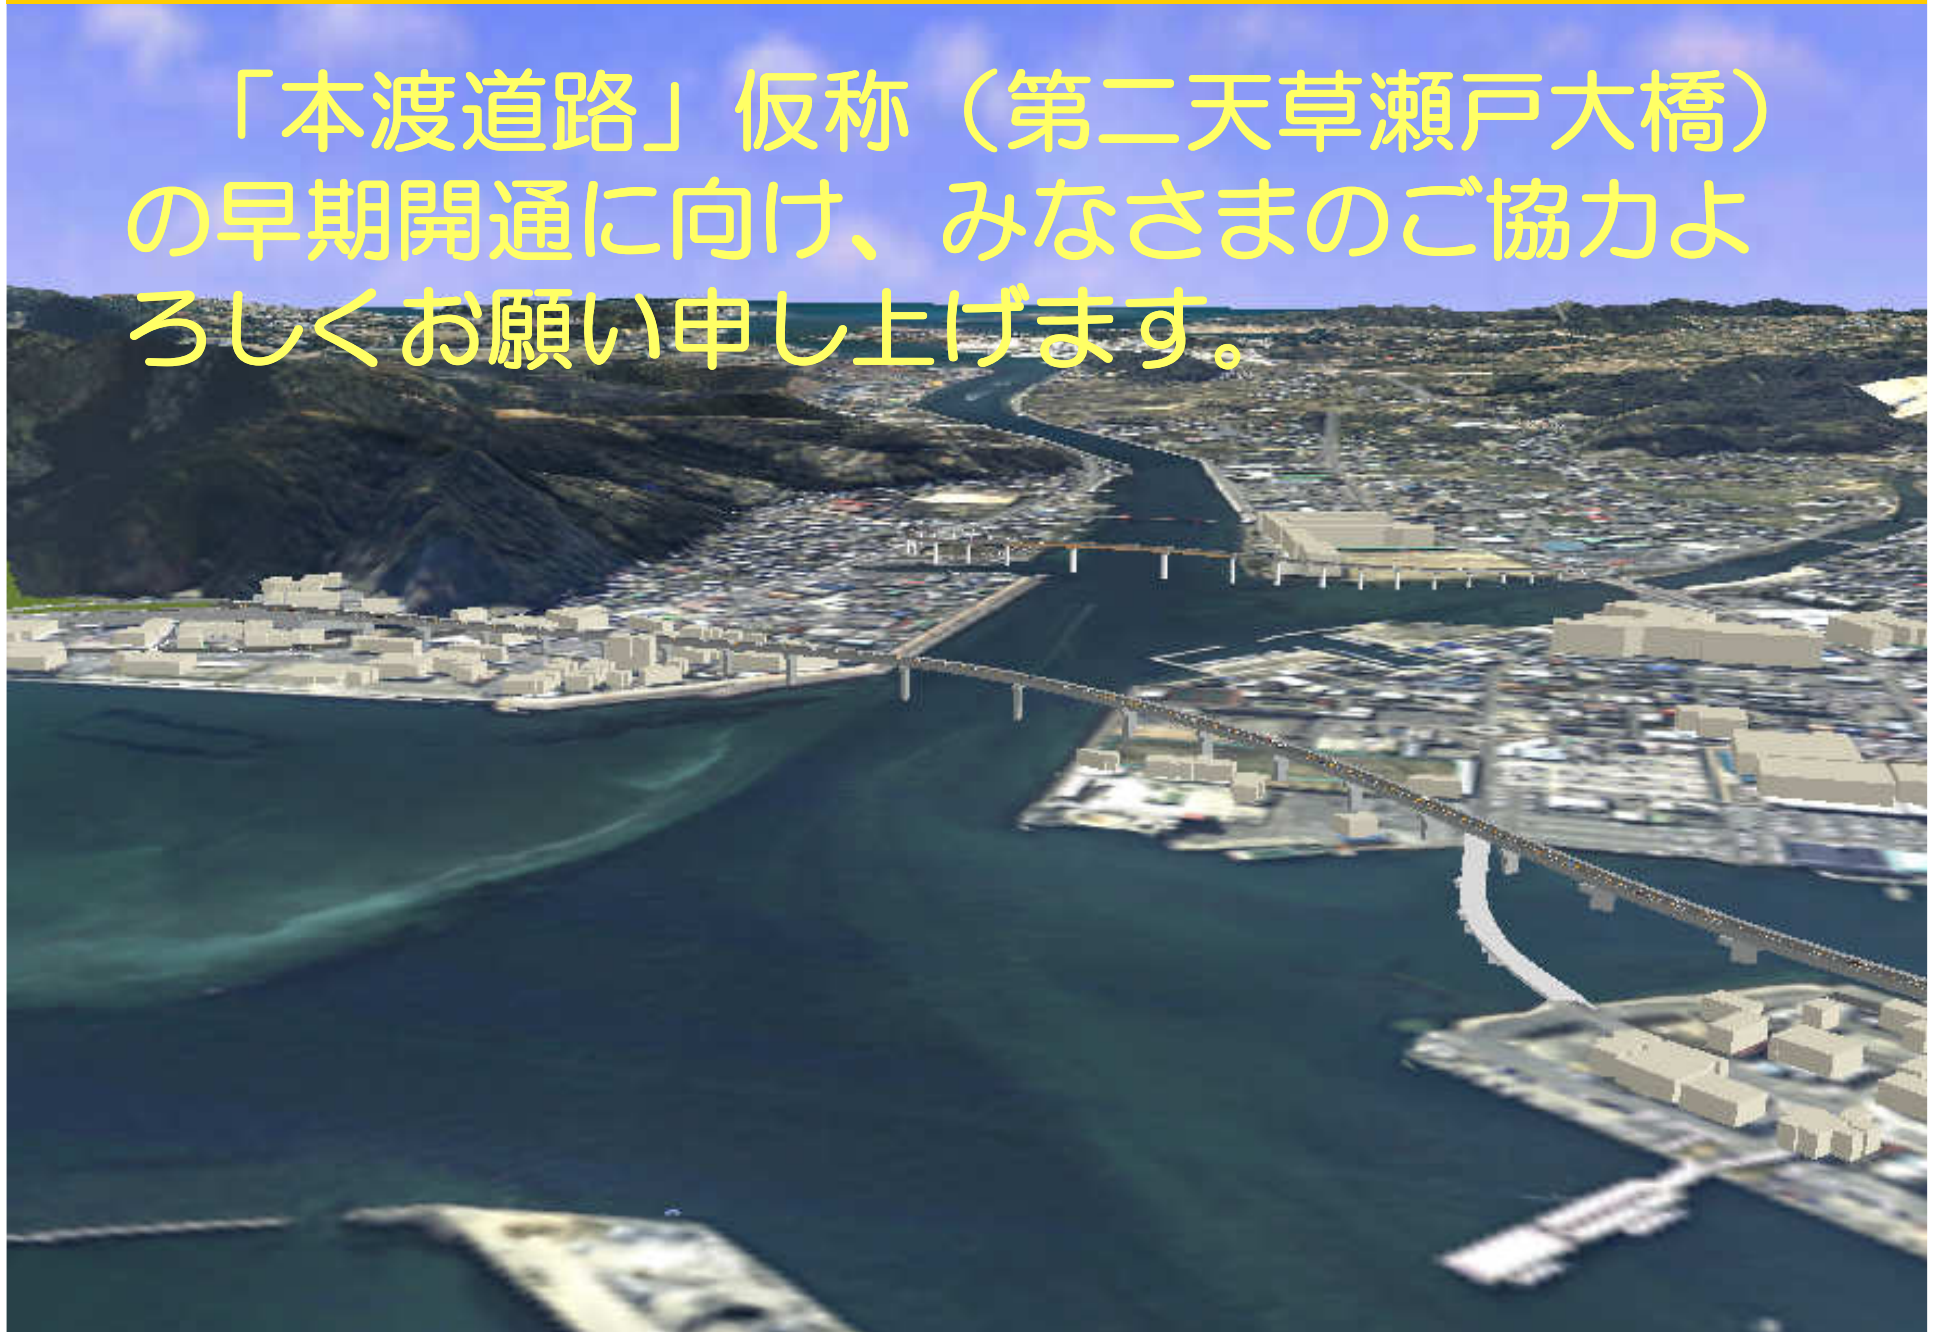 「本渡道路」仮称（第二天草瀬戸大橋）
の早期開通に向け、みなさまのご協力よ
ろしくお願い申し上げます。